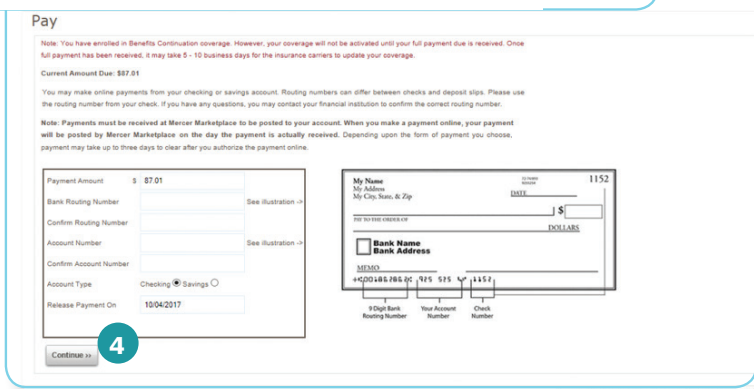 Pay
Note: You have enrolled in Benefits Continuation coverage. However, your coverage will not be activated until your full payment due is received. Once
full payment has been received, it may take 5 - 10 business days for the insurance carriers to update your coverage.
Current Amount Due: $87.01
You may make online payments from your checking or savings account. Routing numbers can differ between checks and deposit slips. Please use
the routing number from your check. If you have any questions, you may contact your financial institution to confirm the correct routing number.
Note: Payments must be received at Mercer Marketplace to be posted to your account. When you make a payment online, your payment
will be posted by Mercer Marketplace on the day the payment is actually received. Depending upon the form of payment you choose,
payment may take up to three days to clear after you authorize the payment online.
Payment Amount $ 87.01
Bank Routing Number See illustration ->
Confirm Routing Number
Account Number See illustration ->
Confirm Account Number
Account Type Checking Savings
Release Payment On 10/04/2017
Continue »
4
My Name
My Address
My City, State, & Zip
1152
DATE
PAY TO THE ORDER OF
$
DOLLARS
Bank Name
Bank Address
MEMO
925 525 1152
9 Digit Bank
Routing Number
Your Account
Number
Check
Number